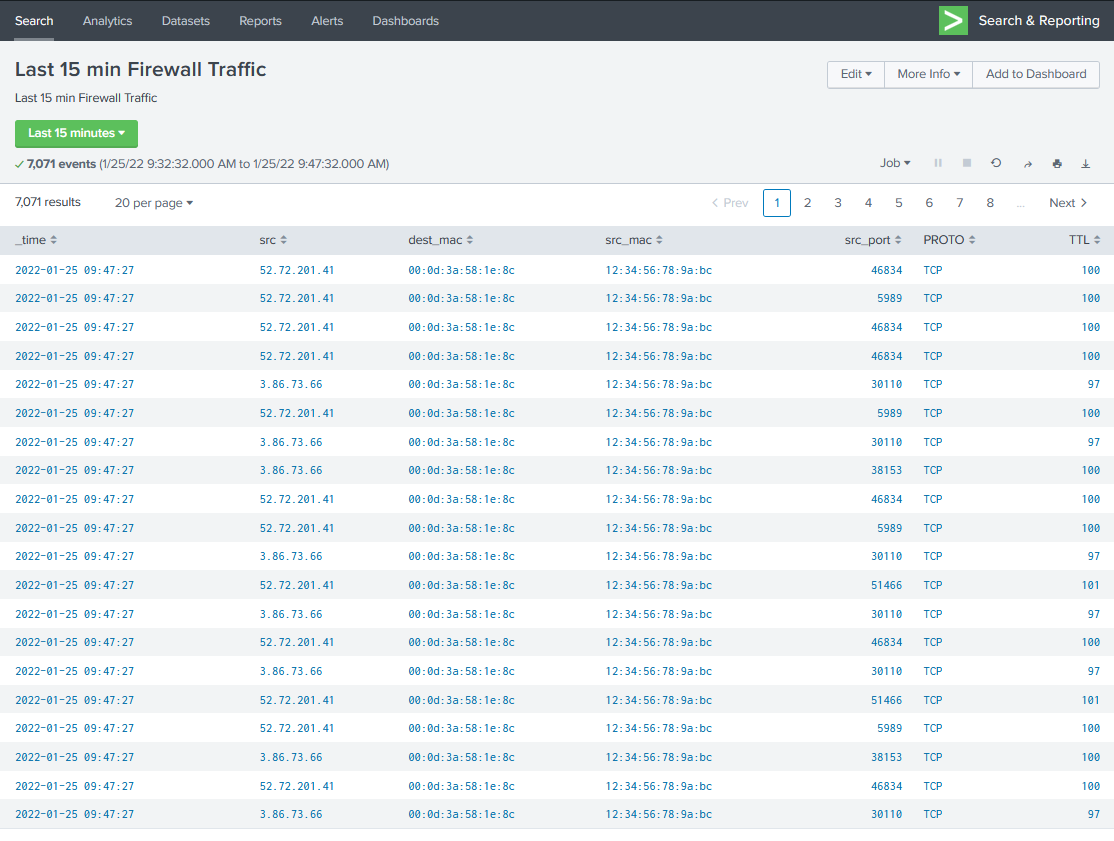 Search Analytics Datasets Reports Alerts Dashboards Search & Reporting
Last 15 min Firewall Traffic
Edit More Info Add to Dashboard
Last 15 min Firewall Traffic
Last 15 minutes
7,071 events (1/25/22 9:32:32.000 AM to 1/25/22 9:47:32.000 AM) Job
7,071 results 20 per page Prev 1 2 3 4 5 6 7 8 ... Next
_time src dest_mac src_mac src_port PROTO TTL
2022-01-25 09:47:27 52.72.201.41 00:0d:3a:58:1e:8c 12:34:56:78:9a:bc 46834 TCP 100
2022-01-25 09:47:27 52.72.201.41 00:0d:3a:58:1e:8c 12:34:56:78:9a:bc 5989 TCP 100
2022-01-25 09:47:27 52.72.201.41 00:0d:3a:58:1e:8c 12:34:56:78:9a:bc 46834 TCP 100
2022-01-25 09:47:27 52.72.201.41 00:0d:3a:58:1e:8c 12:34:56:78:9a:bc 46834 TCP 100
2022-01-25 09:47:27 3.86.73.66 00:0d:3a:58:1e:8c 12:34:56:78:9a:bc 30110 TCP 97
2022-01-25 09:47:27 52.72.201.41 00:0d:3a:58:1e:8c 12:34:56:78:9a:bc 5989 TCP 100
2022-01-25 09:47:27 3.86.73.66 00:0d:3a:58:1e:8c 12:34:56:78:9a:bc 30110 TCP 97
2022-01-25 09:47:27 3.86.73.66 00:0d:3a:58:1e:8c 12:34:56:78:9a:bc 38153 TCP 100
2022-01-25 09:47:27 52.72.201.41 00:0d:3a:58:1e:8c 12:34:56:78:9a:bc 46834 TCP 100
2022-01-25 09:47:27 52.72.201.41 00:0d:3a:58:1e:8c 12:34:56:78:9a:bc 5989 TCP 100
2022-01-25 09:47:27 3.86.73.66 00:0d:3a:58:1e:8c 12:34:56:78:9a:bc 30110 TCP 97
2022-01-25 09:47:27 52.72.201.41 00:0d:3a:58:1e:8c 12:34:56:78:9a:bc 51466 TCP 101
2022-01-25 09:47:27 3.86.73.66 00:0d:3a:58:1e:8c 12:34:56:78:9a:bc 30110 TCP 97
2022-01-25 09:47:27 52.72.201.41 00:0d:3a:58:1e:8c 12:34:56:78:9a:bc 46834 TCP 100
2022-01-25 09:47:27 3.86.73.66 00:0d:3a:58:1e:8c 12:34:56:78:9a:bc 30110 TCP 97
2022-01-25 09:47:27 52.72.201.41 00:0d:3a:58:1e:8c 12:34:56:78:9a:bc 51466 TCP 101
2022-01-25 09:47:27 52.72.201.41 00:0d:3a:58:1e:8c 12:34:56:78:9a:bc 5989 TCP 100
2022-01-25 09:47:27 3.86.73.66 00:0d:3a:58:1e:8c 12:34:56:78:9a:bc 38153 TCP 100
2022-01-25 09:47:27 52.72.201.41 00:0d:3a:58:1e:8c 12:34:56:78:9a:bc 46834 TCP 100
2022-01-25 09:47:27 3.86.73.66 00:0d:3a:58:1e:8c 12:34:56:78:9a:bc 30110 TCP 97